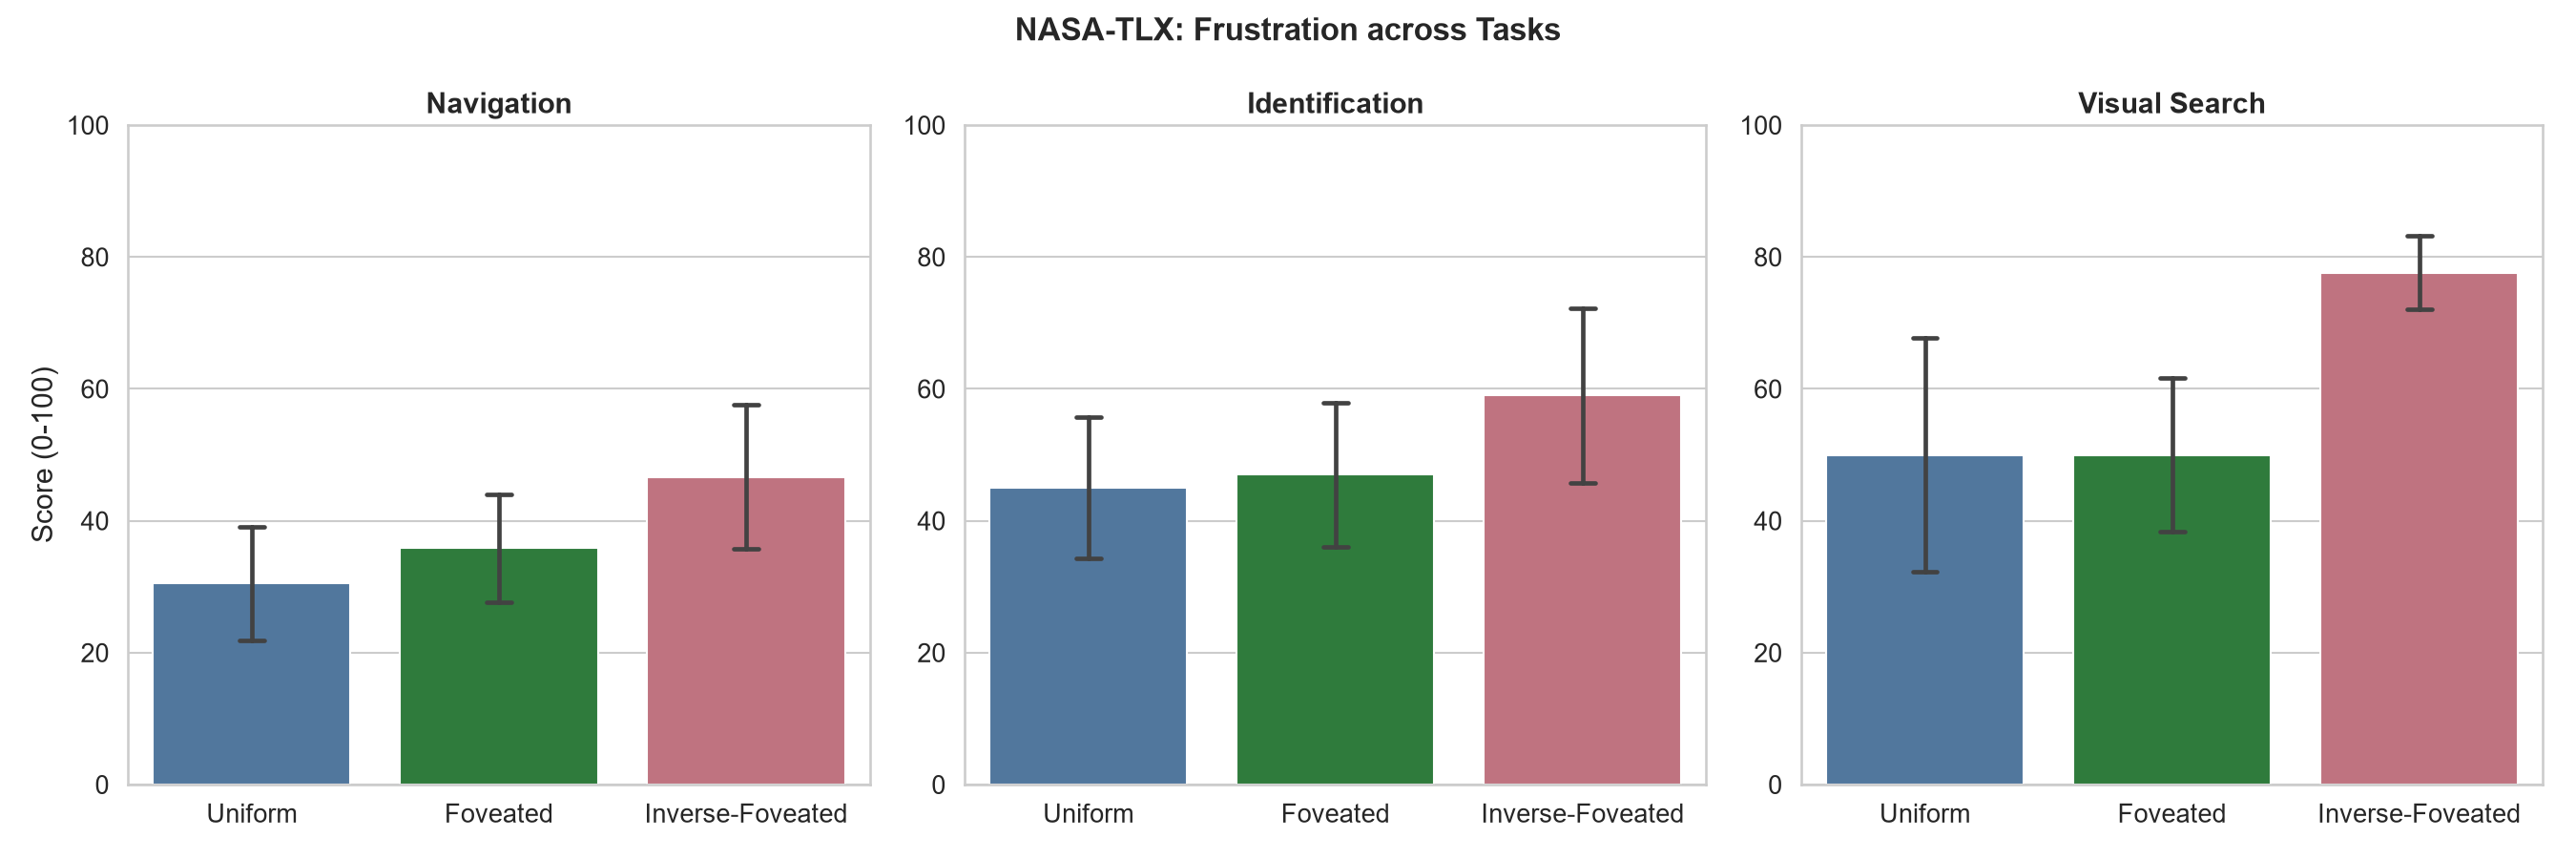 NASA-TLX: Frustration across Tasks
Navigation
Score (0-100)
100
80
60
40
20
0
Uniform Foveated Inverse-Foveated
Identification
100
80
60
40
20
0
Uniform Foveated Inverse-Foveated
Visual Search
100
80
60
40
20
0
Uniform Foveated Inverse-Foveated